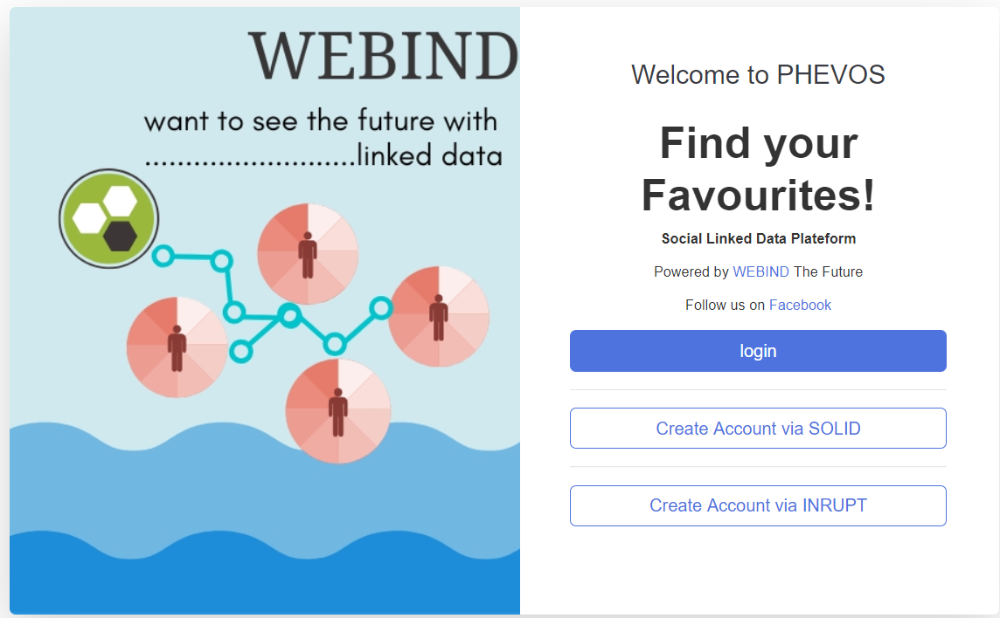 WEBIND
want to see the future with
...........................linked data
Welcome to PHEVOS
Find your
Favourites!
Social Linked Data Plateform
Powered by WEBIND The Future
Follow us on Facebook
login
Create Account via SOLID
Create Account via INRUPT